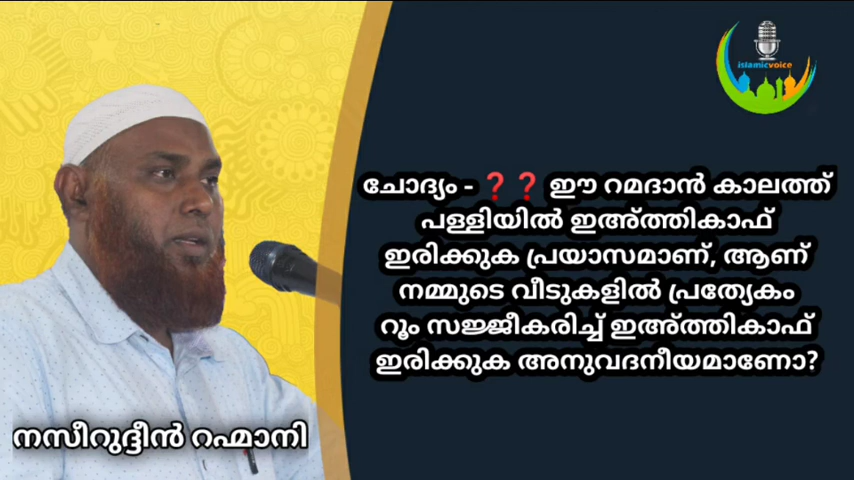 islamicvoice
ചോദ്യം - ❓❓ ഈ റമദാൻ കാലത്ത്
പള്ളിയിൽ ഇഅ്ത്തികാഫ്
ഇരിക്കുക പ്രയാസമാണ്, ആണ്
നമ്മുടെ വീടുകളിൽ പ്രത്യേകം
റൂം സജ്ജീകരിച്ച് ഇഅ്ത്തികാഫ്
ഇരിക്കുക അനുവദനീയമാണോ?
നസീറുദ്ദീൻ റഹ്മാനി